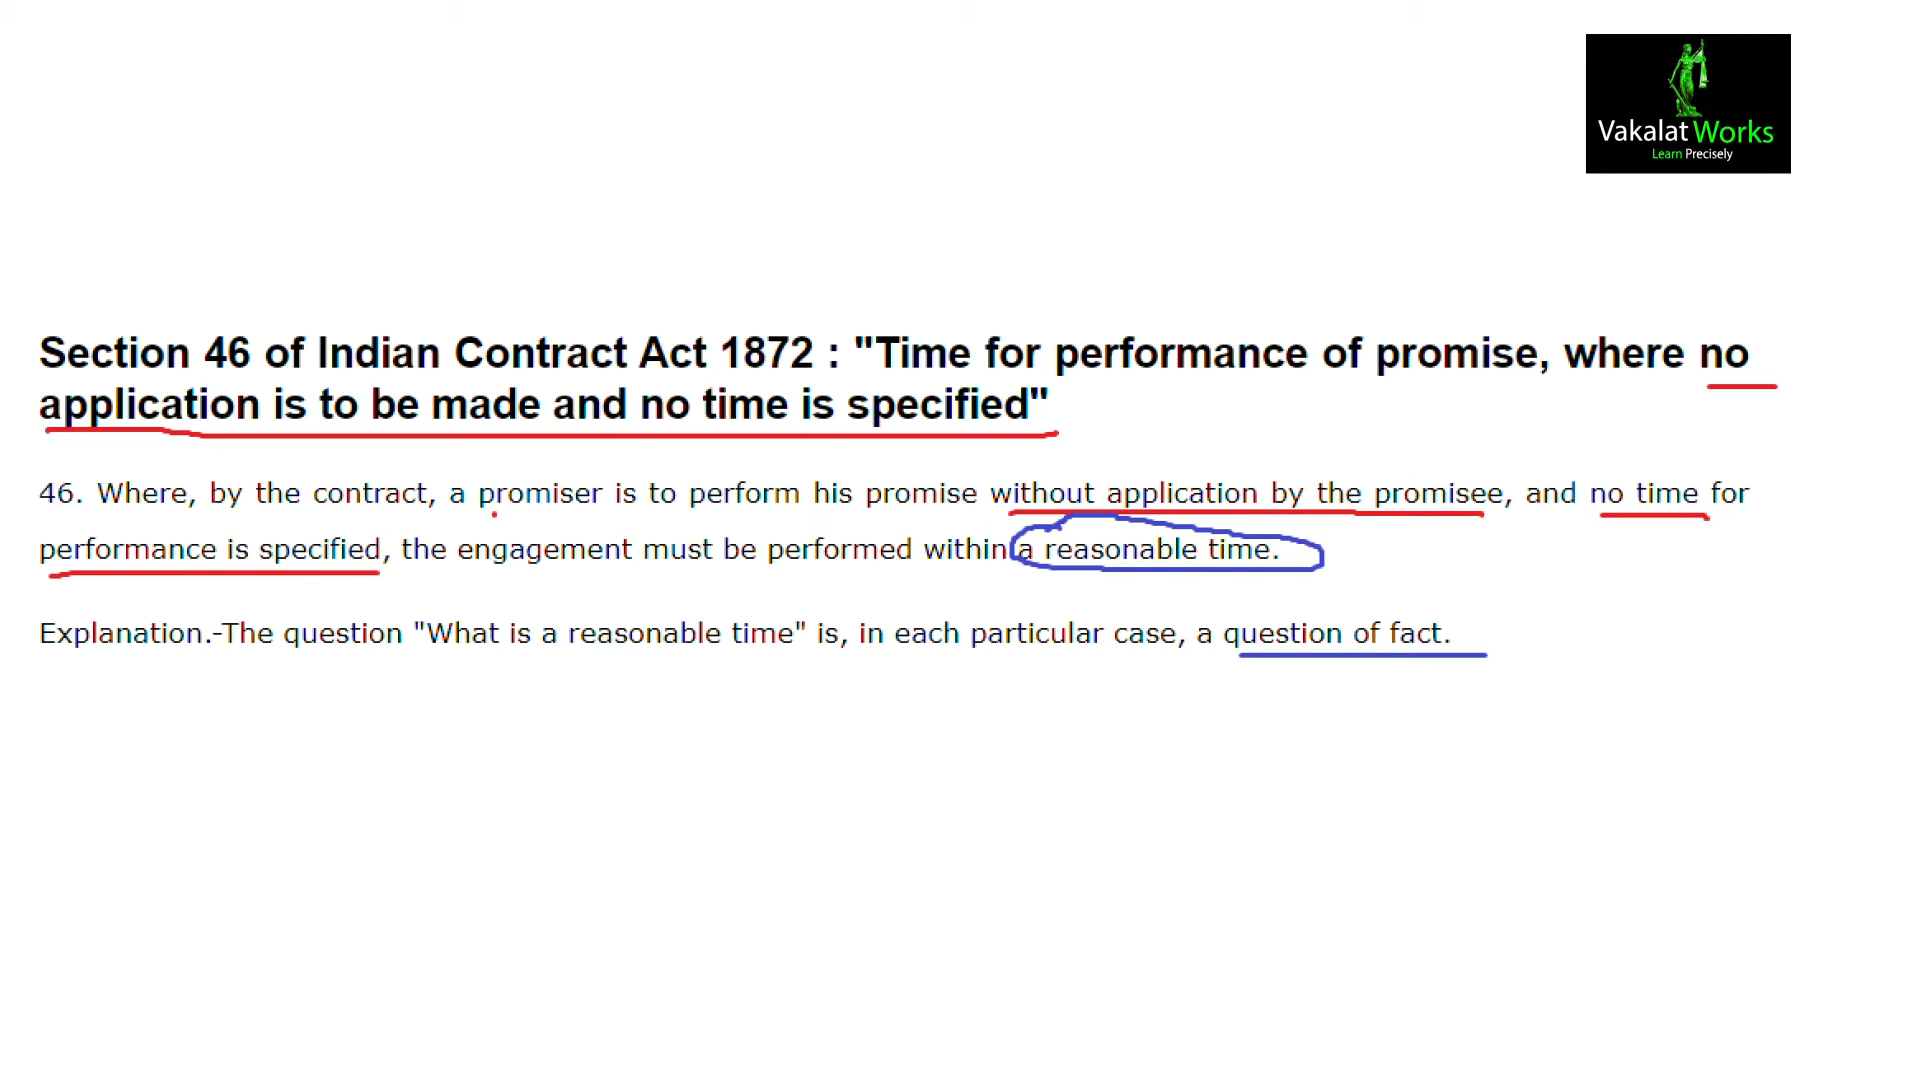 Vakalat Works
Learn Precisely
Section 46 of Indian Contract Act 1872 : "Time for performance of promise, where no
application is to be made and no time is specified"
46. Where, by the contract, a promiser is to perform his promise without application by the promisee, and no time for
performance is specified, the engagement must be performed within a reasonable time.
Explanation.-The question "What is a reasonable time" is, in each particular case, a question of fact.